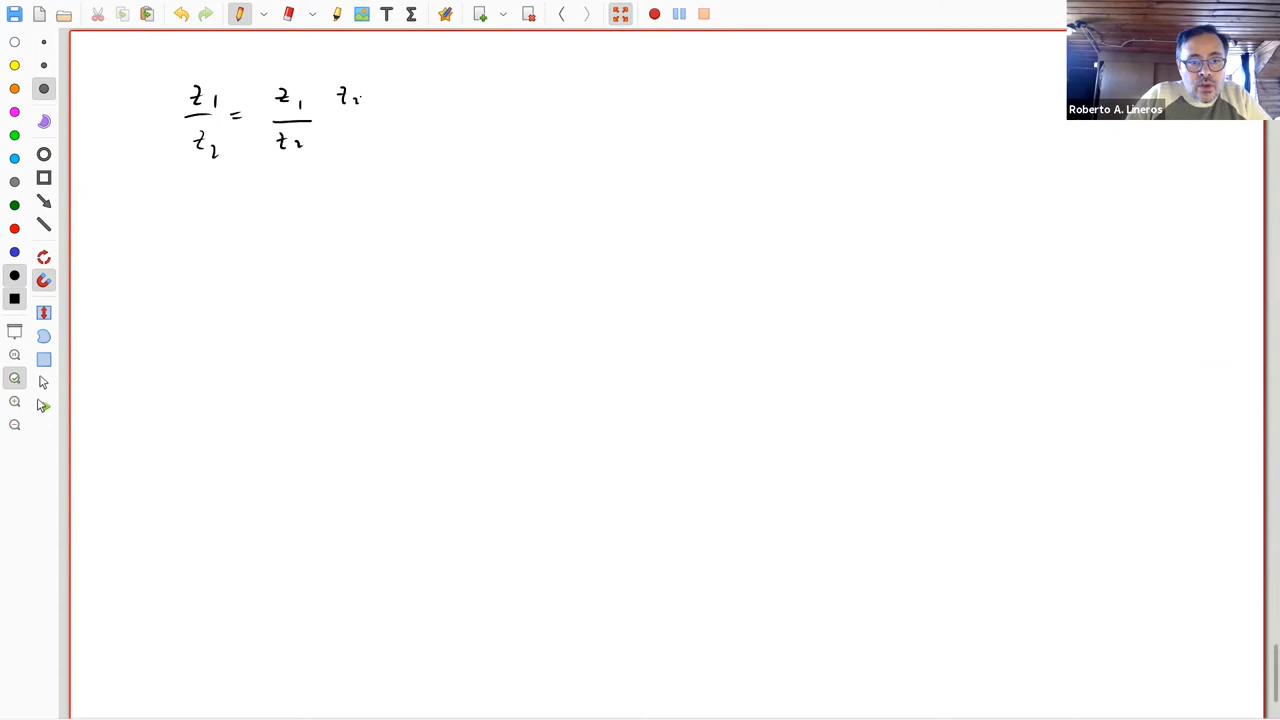 z₁/z₂ = z₁/z₂ z₂
Roberto A. Lineros